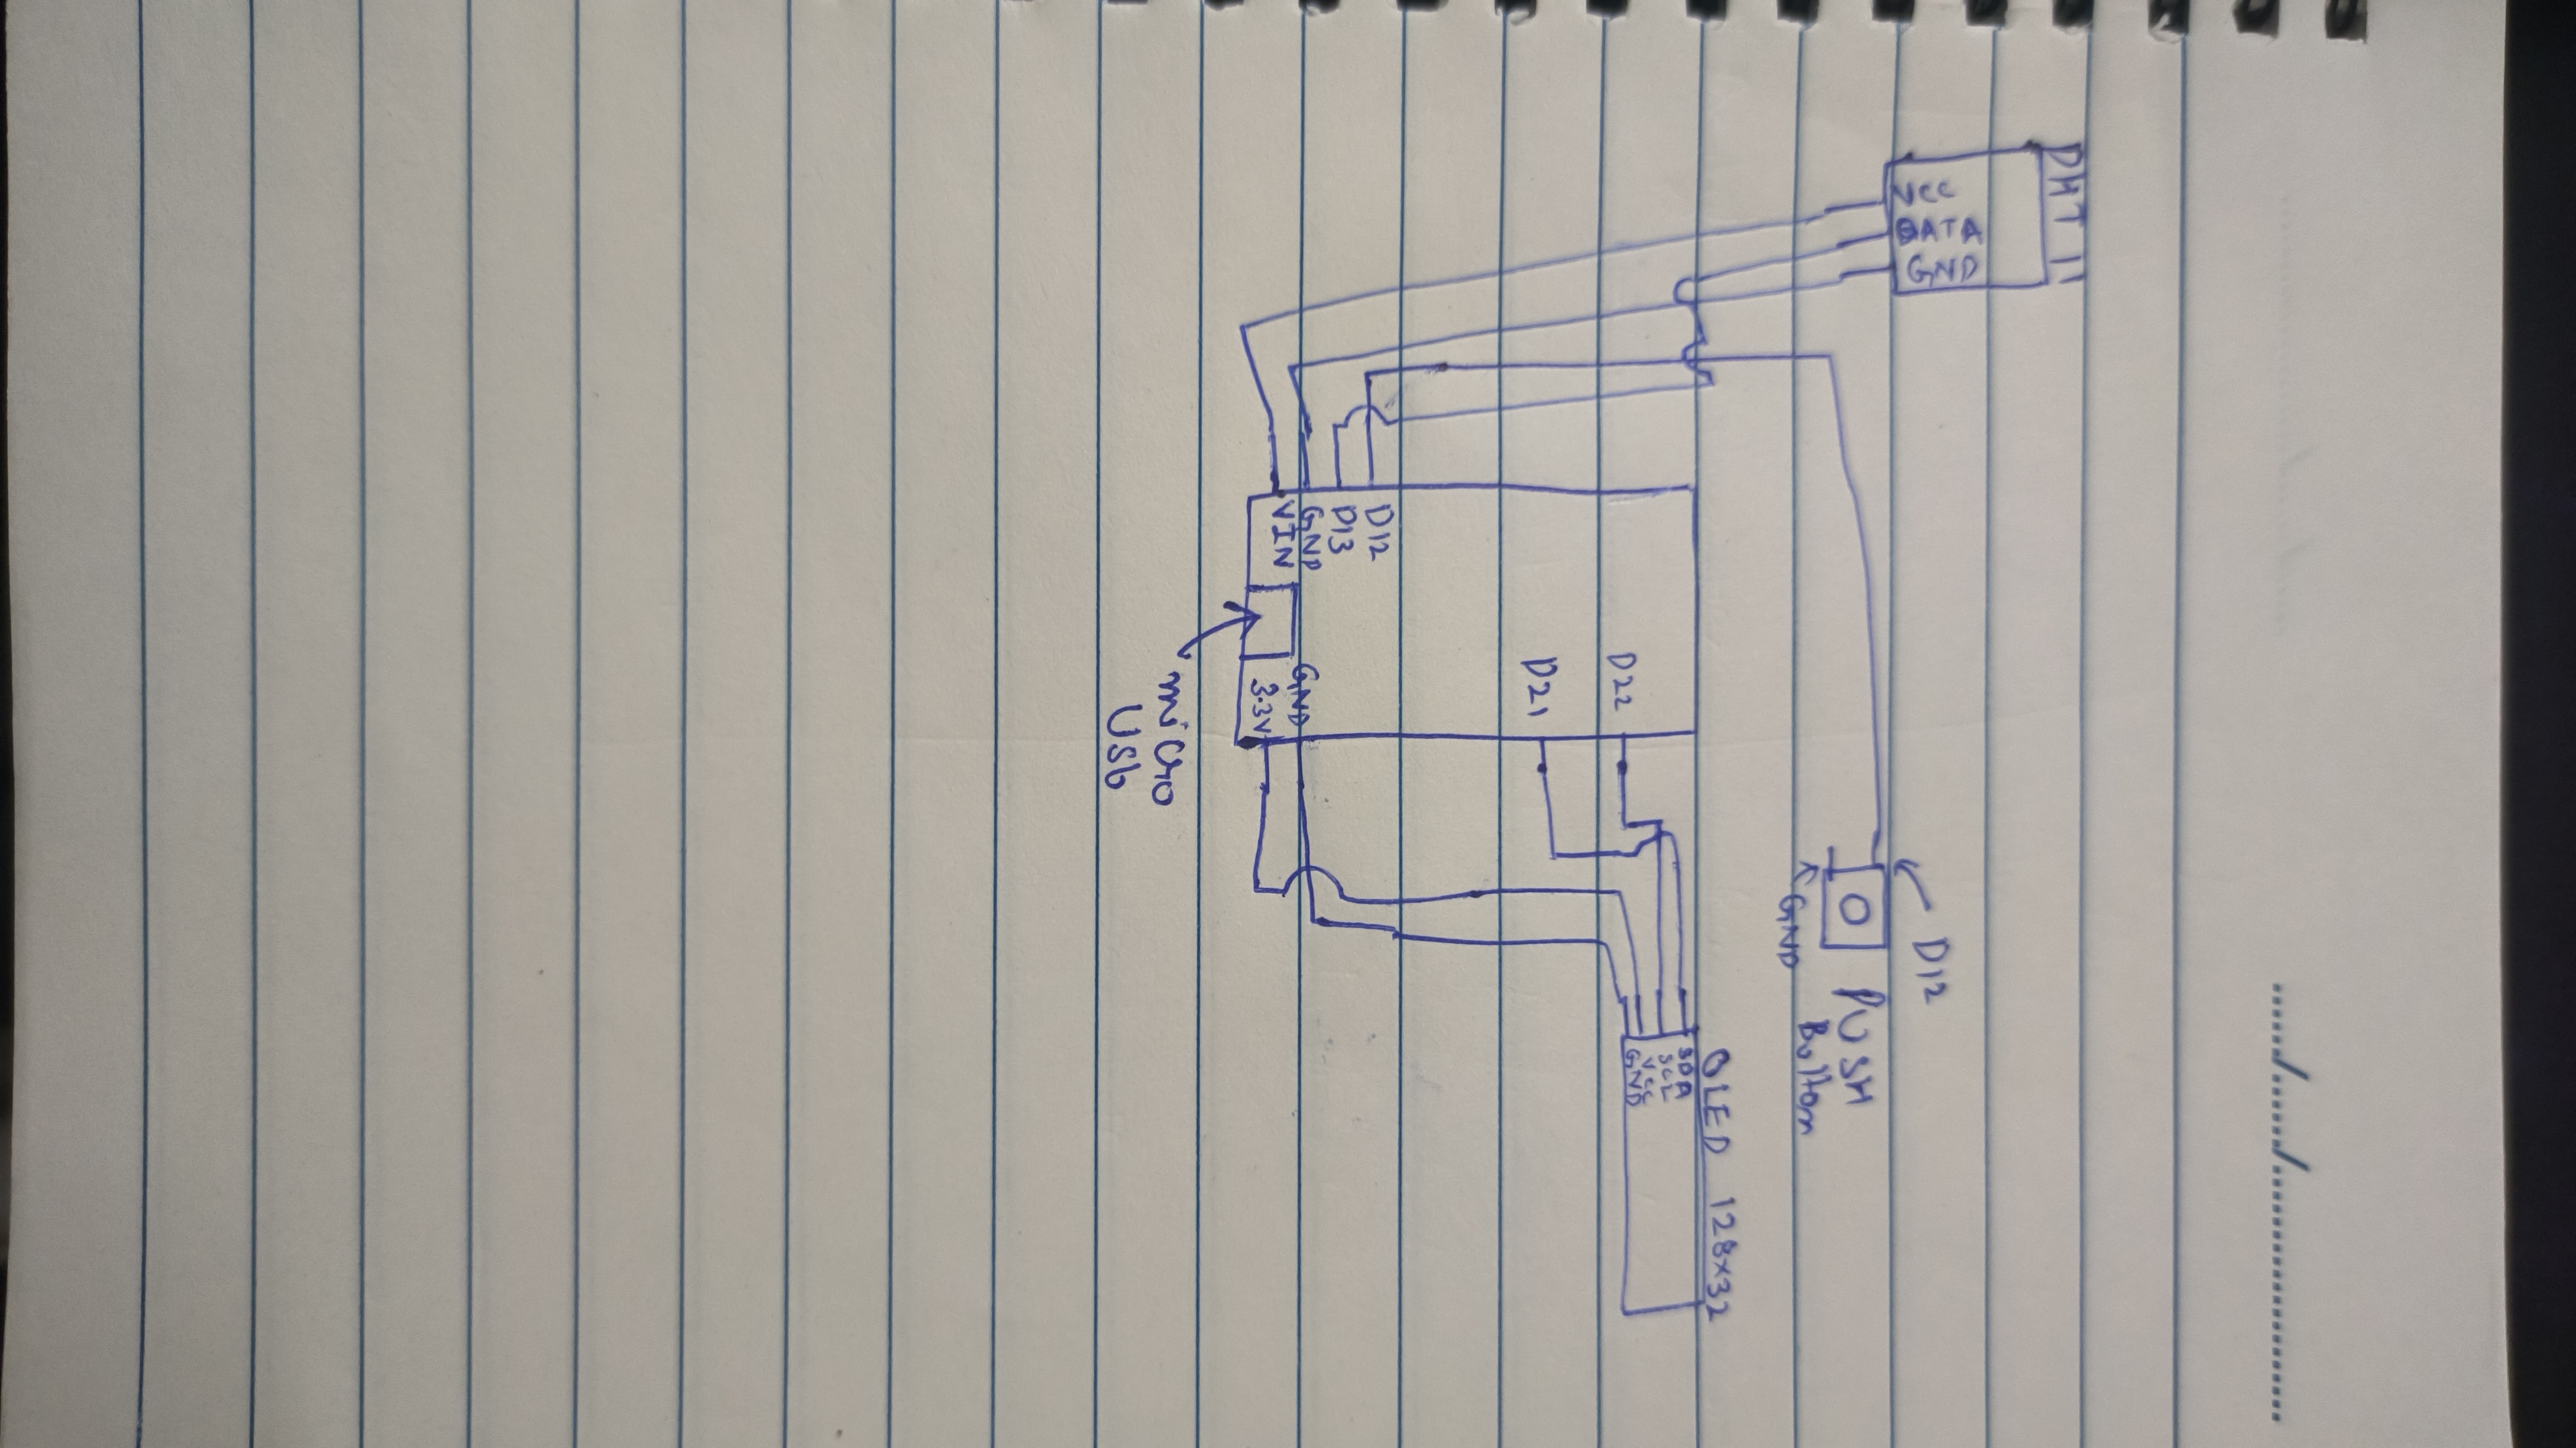 DHT 11
VCC
DATA
GND
D12
PUSH
Button
GND
OLED 128x32
SDA
SCL
VCC
GND
D22
D21
D12
D13
GND
VIN
GND
3.3V
micro
USb